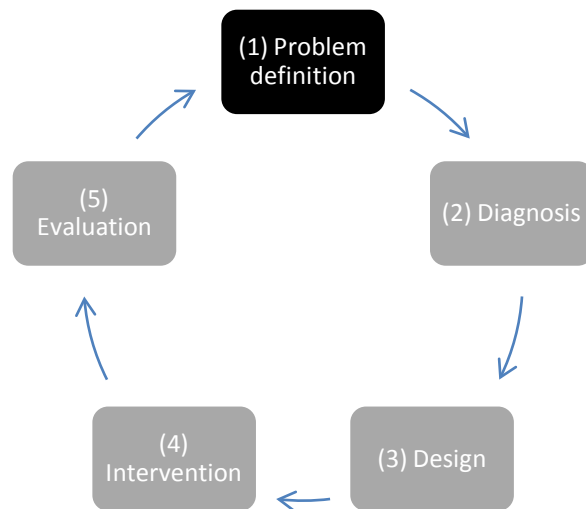 (1) Problem
definition
(2) Diagnosis
(3) Design
(4)
Intervention
(5)
Evaluation